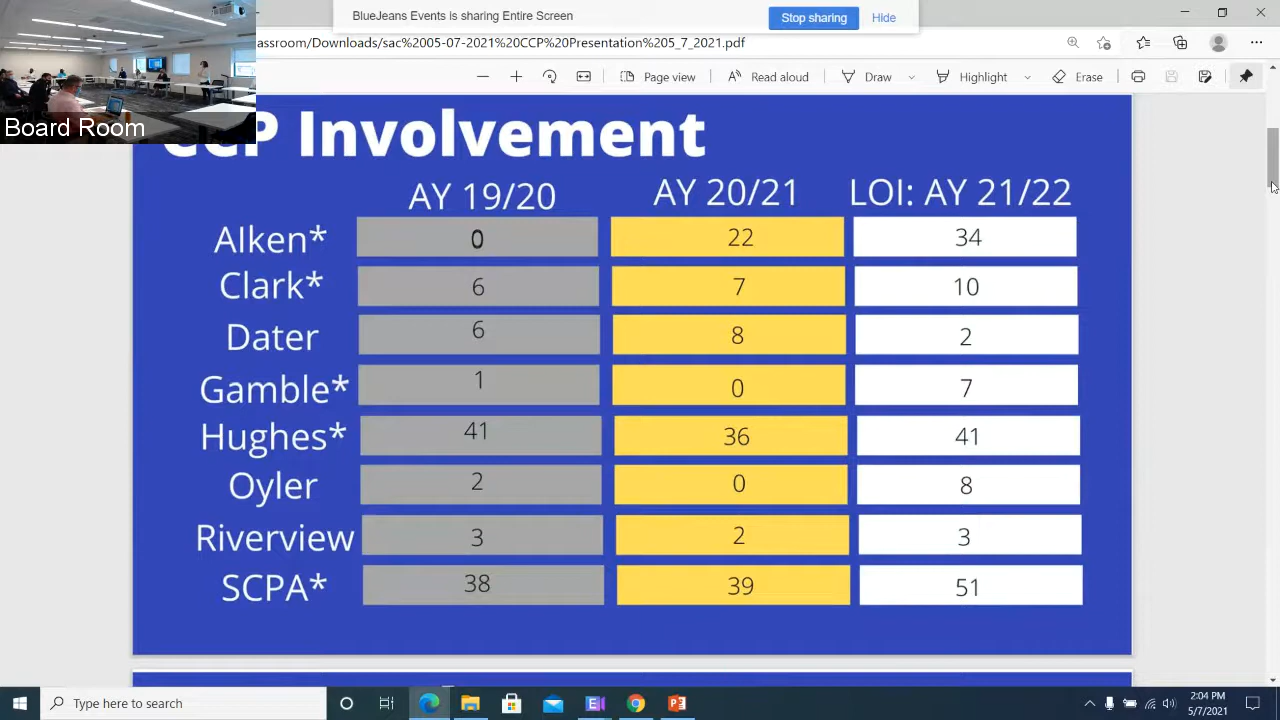 BlueJeans Events is sharing Entire Screen
Stop sharing
Hide
assroom/Downloads/sac%2005-07-2021%20CCP%20Presentation%205_7_2021.pdf
Page view
Read aloud
Draw
Highlight
Erase
Board Room
CCP Involvement
AY 19/20 AY 20/21 LOI: AY 21/22
AIken* 0 22 34
Clark* 6 7 10
Dater 6 8 2
Gamble* 1 0 7
Hughes* 41 36 41
Oyler 2 0 8
Riverview 3 2 3
SCPA* 38 39 51
Type here to search
2:04 PM
5/7/2021